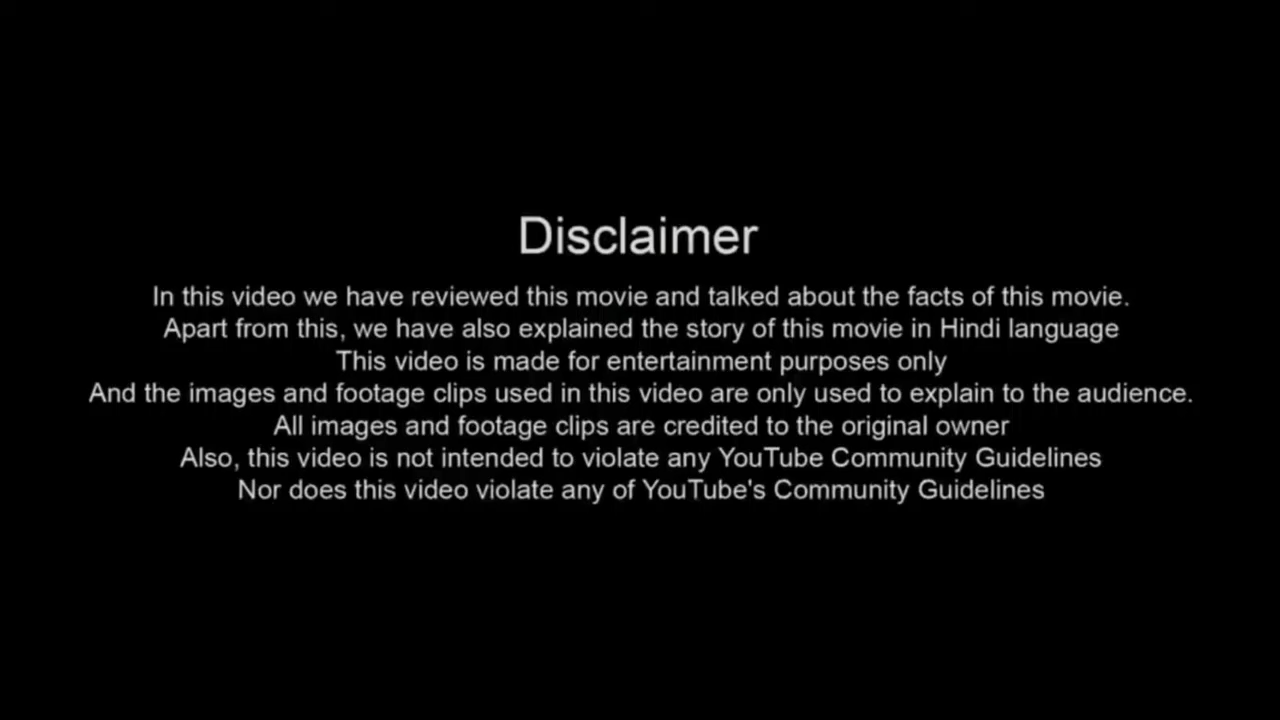 Disclaimer
In this video we have reviewed this movie and talked about the facts of this movie.
Apart from this, we have also explained the story of this movie in Hindi language
This video is made for entertainment purposes only
And the images and footage clips used in this video are only used to explain to the audience.
All images and footage clips are credited to the original owner
Also, this video is not intended to violate any YouTube Community Guidelines
Nor does this video violate any of YouTube's Community Guidelines